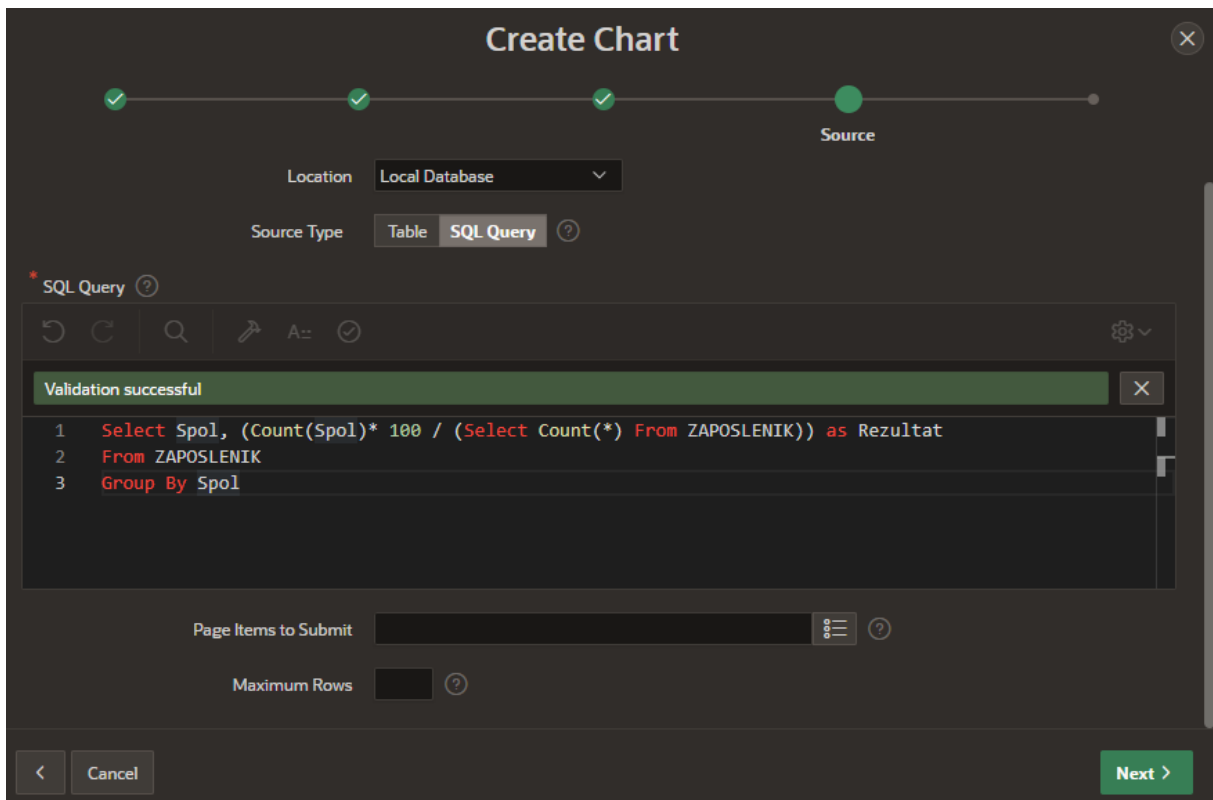 Create Chart
Source
Location Local Database
Source Type Table SQL Query ?
* SQL Query ?
A::
Validation successful
1 Select Spol, (Count(Spol)* 100 / (Select Count(*) From ZAPOSLENIK)) as Rezultat
2 From ZAPOSLENIK
3 Group By Spol
Page Items to Submit ?
Maximum Rows ?
Cancel Next